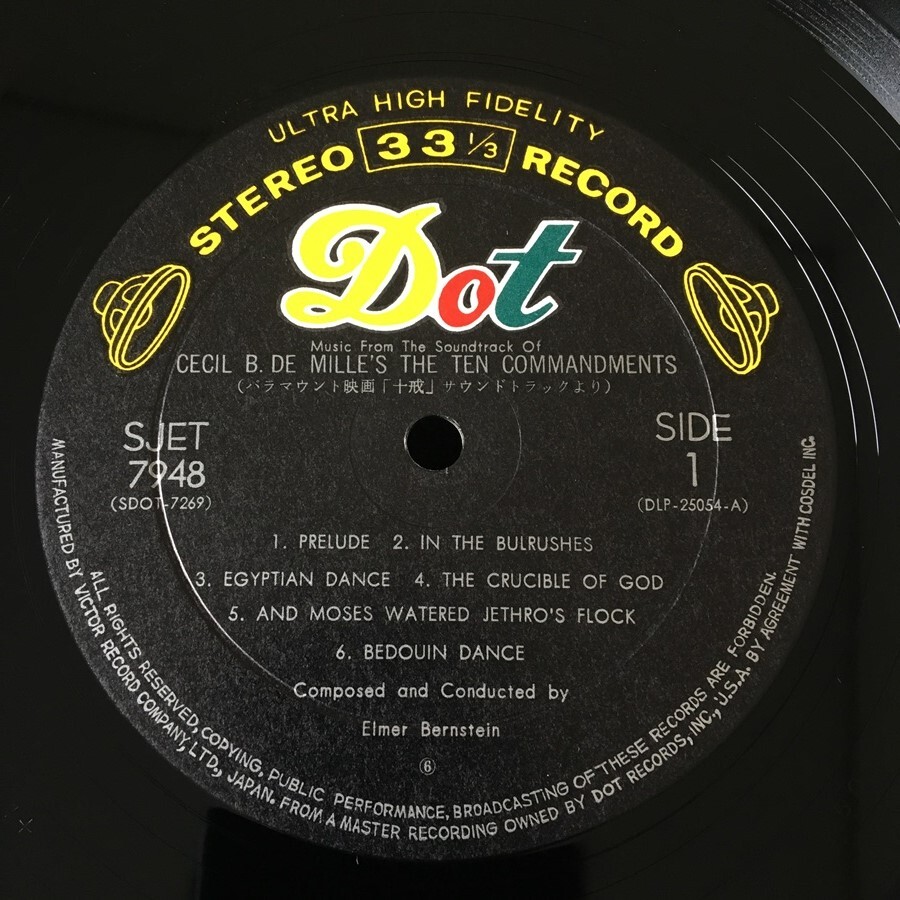 ULTRA HIGH FIDELITY
STEREO 33 1/3 RECORD
Dot
Music From The Soundtrack Of
CECIL B. DE MILLE'S THE TEN COMMANDMENTS
(パラマウント映画「十戒」サウンドトラックより)
SJET
7948
(SDOT-7269)
SIDE
1
(DLP-25054-A)
1. PRELUDE 2. IN THE BULRUSHES
3. EGYPTIAN DANCE 4. THE CRUCIBLE OF GOD
5. AND MOSES WATERED JETHRO'S FLOCK
6. BEDOUIN DANCE
Composed and Conducted by
Elmer Bernstein
⑥
ALL RIGHTS RESERVED, COPYING, PUBLIC PERFORMANCE, BROADCASTING OF THESE RECORDS ARE FORBIDDEN.
MANUFACTURED BY VICTOR RECORD COMPANY, LTD., JAPAN. FROM A MASTER RECORDING OWNED BY DOT RECORDS, INC., U.S.A. BY AGREEMENT WITH COSDEL INC.